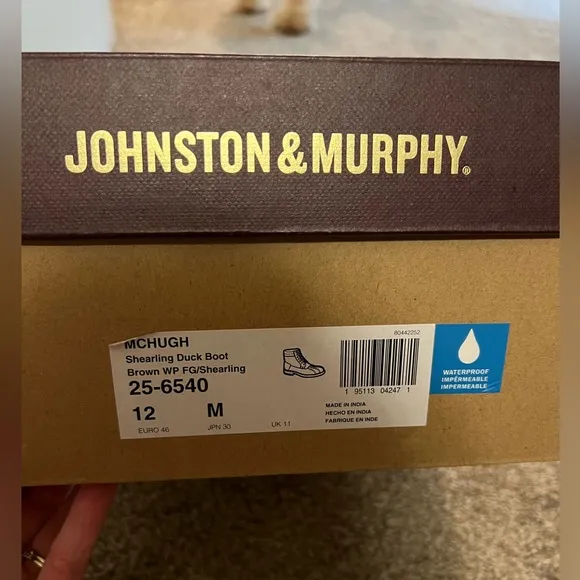 JOHNSTON & MURPHY®
MCHUGH
80442252
Shearling Duck Boot
Brown WP FG/Shearling
25-6540
12 M
EURO 46 JPN 30 UK 11
1 95113 04247 1
MADE IN INDIA
HECHO EN INDIA
FABRIQUE EN INDE
WATERPROOF
IMPERMÉABLE
IMPERMEABLE